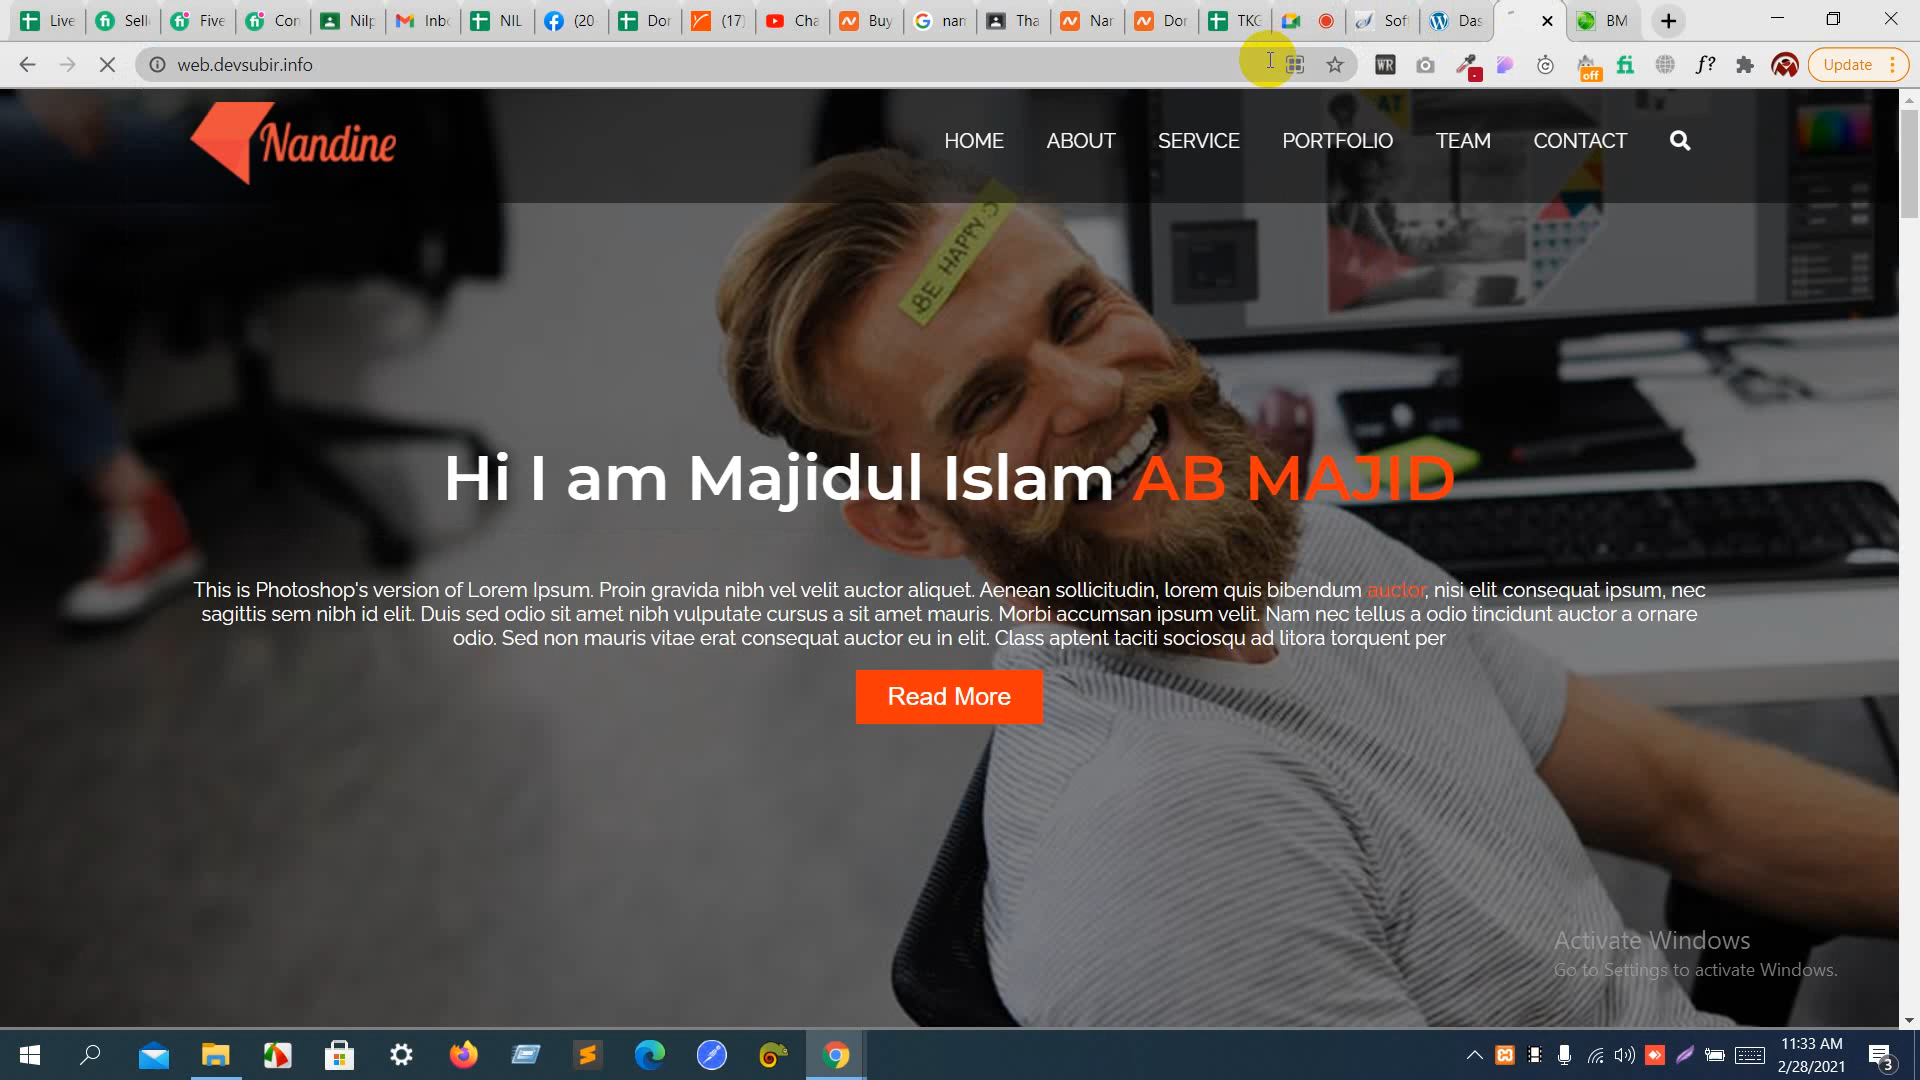 Live
Sell
Five
Con
Nilp
Inbo
NIL
(20
Dor
(17)
Cha
Buy
nam
Tha
Nar
Dor
TKG
Sof
Das
BM
web.devsubir.info
WR
off
f?
Update
Nandine
HOME ABOUT SERVICE PORTFOLIO TEAM CONTACT
BE HAPPY :)
Hi I am Majidul Islam AB MAJID
This is Photoshop's version of Lorem Ipsum. Proin gravida nibh vel velit auctor aliquet. Aenean sollicitudin, lorem quis bibendum auctor, nisi elit consequat ipsum, nec
sagittis sem nibh id elit. Duis sed odio sit amet nibh vulputate cursus a sit amet mauris. Morbi accumsan ipsum velit. Nam nec tellus a odio tincidunt auctor a ornare
odio. Sed non mauris vitae erat consequat auctor eu in elit. Class aptent taciti sociosqu ad litora torquent per
Read More
Activate Windows
Go to Settings to activate Windows.
11:33 AM
2/28/2021
3